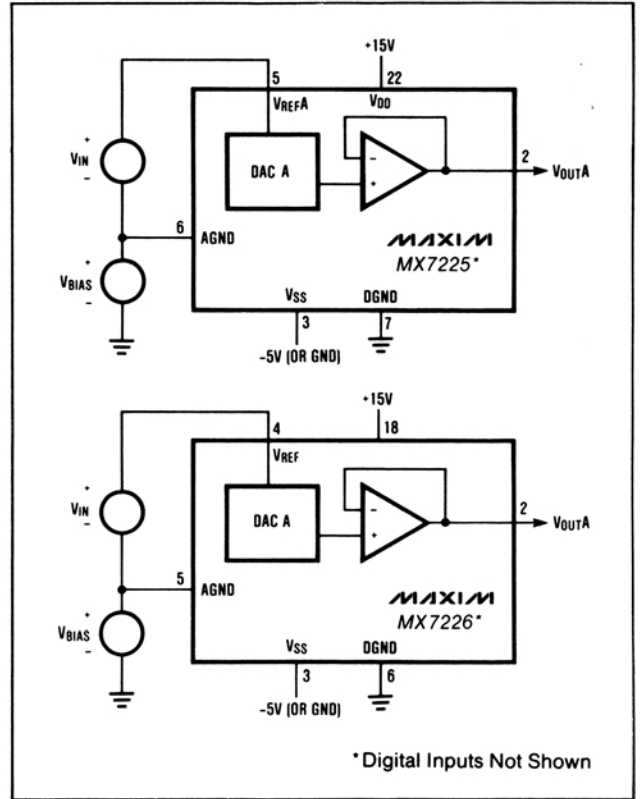 +15V
5
22
VREFA
VDD
+
VIN
-
DAC A
-
+
2
VOUTA
6
AGND
MAXIM
MX7225*
+
VBIAS
-
VSS
DGND
3
7
-5V (OR GND)
+15V
4
18
VREF
+
VIN
-
DAC A
-
+
2
VOUTA
5
AGND
MAXIM
MX7226*
+
VBIAS
-
VSS
DGND
3
6
-5V (OR GND)
*Digital Inputs Not Shown